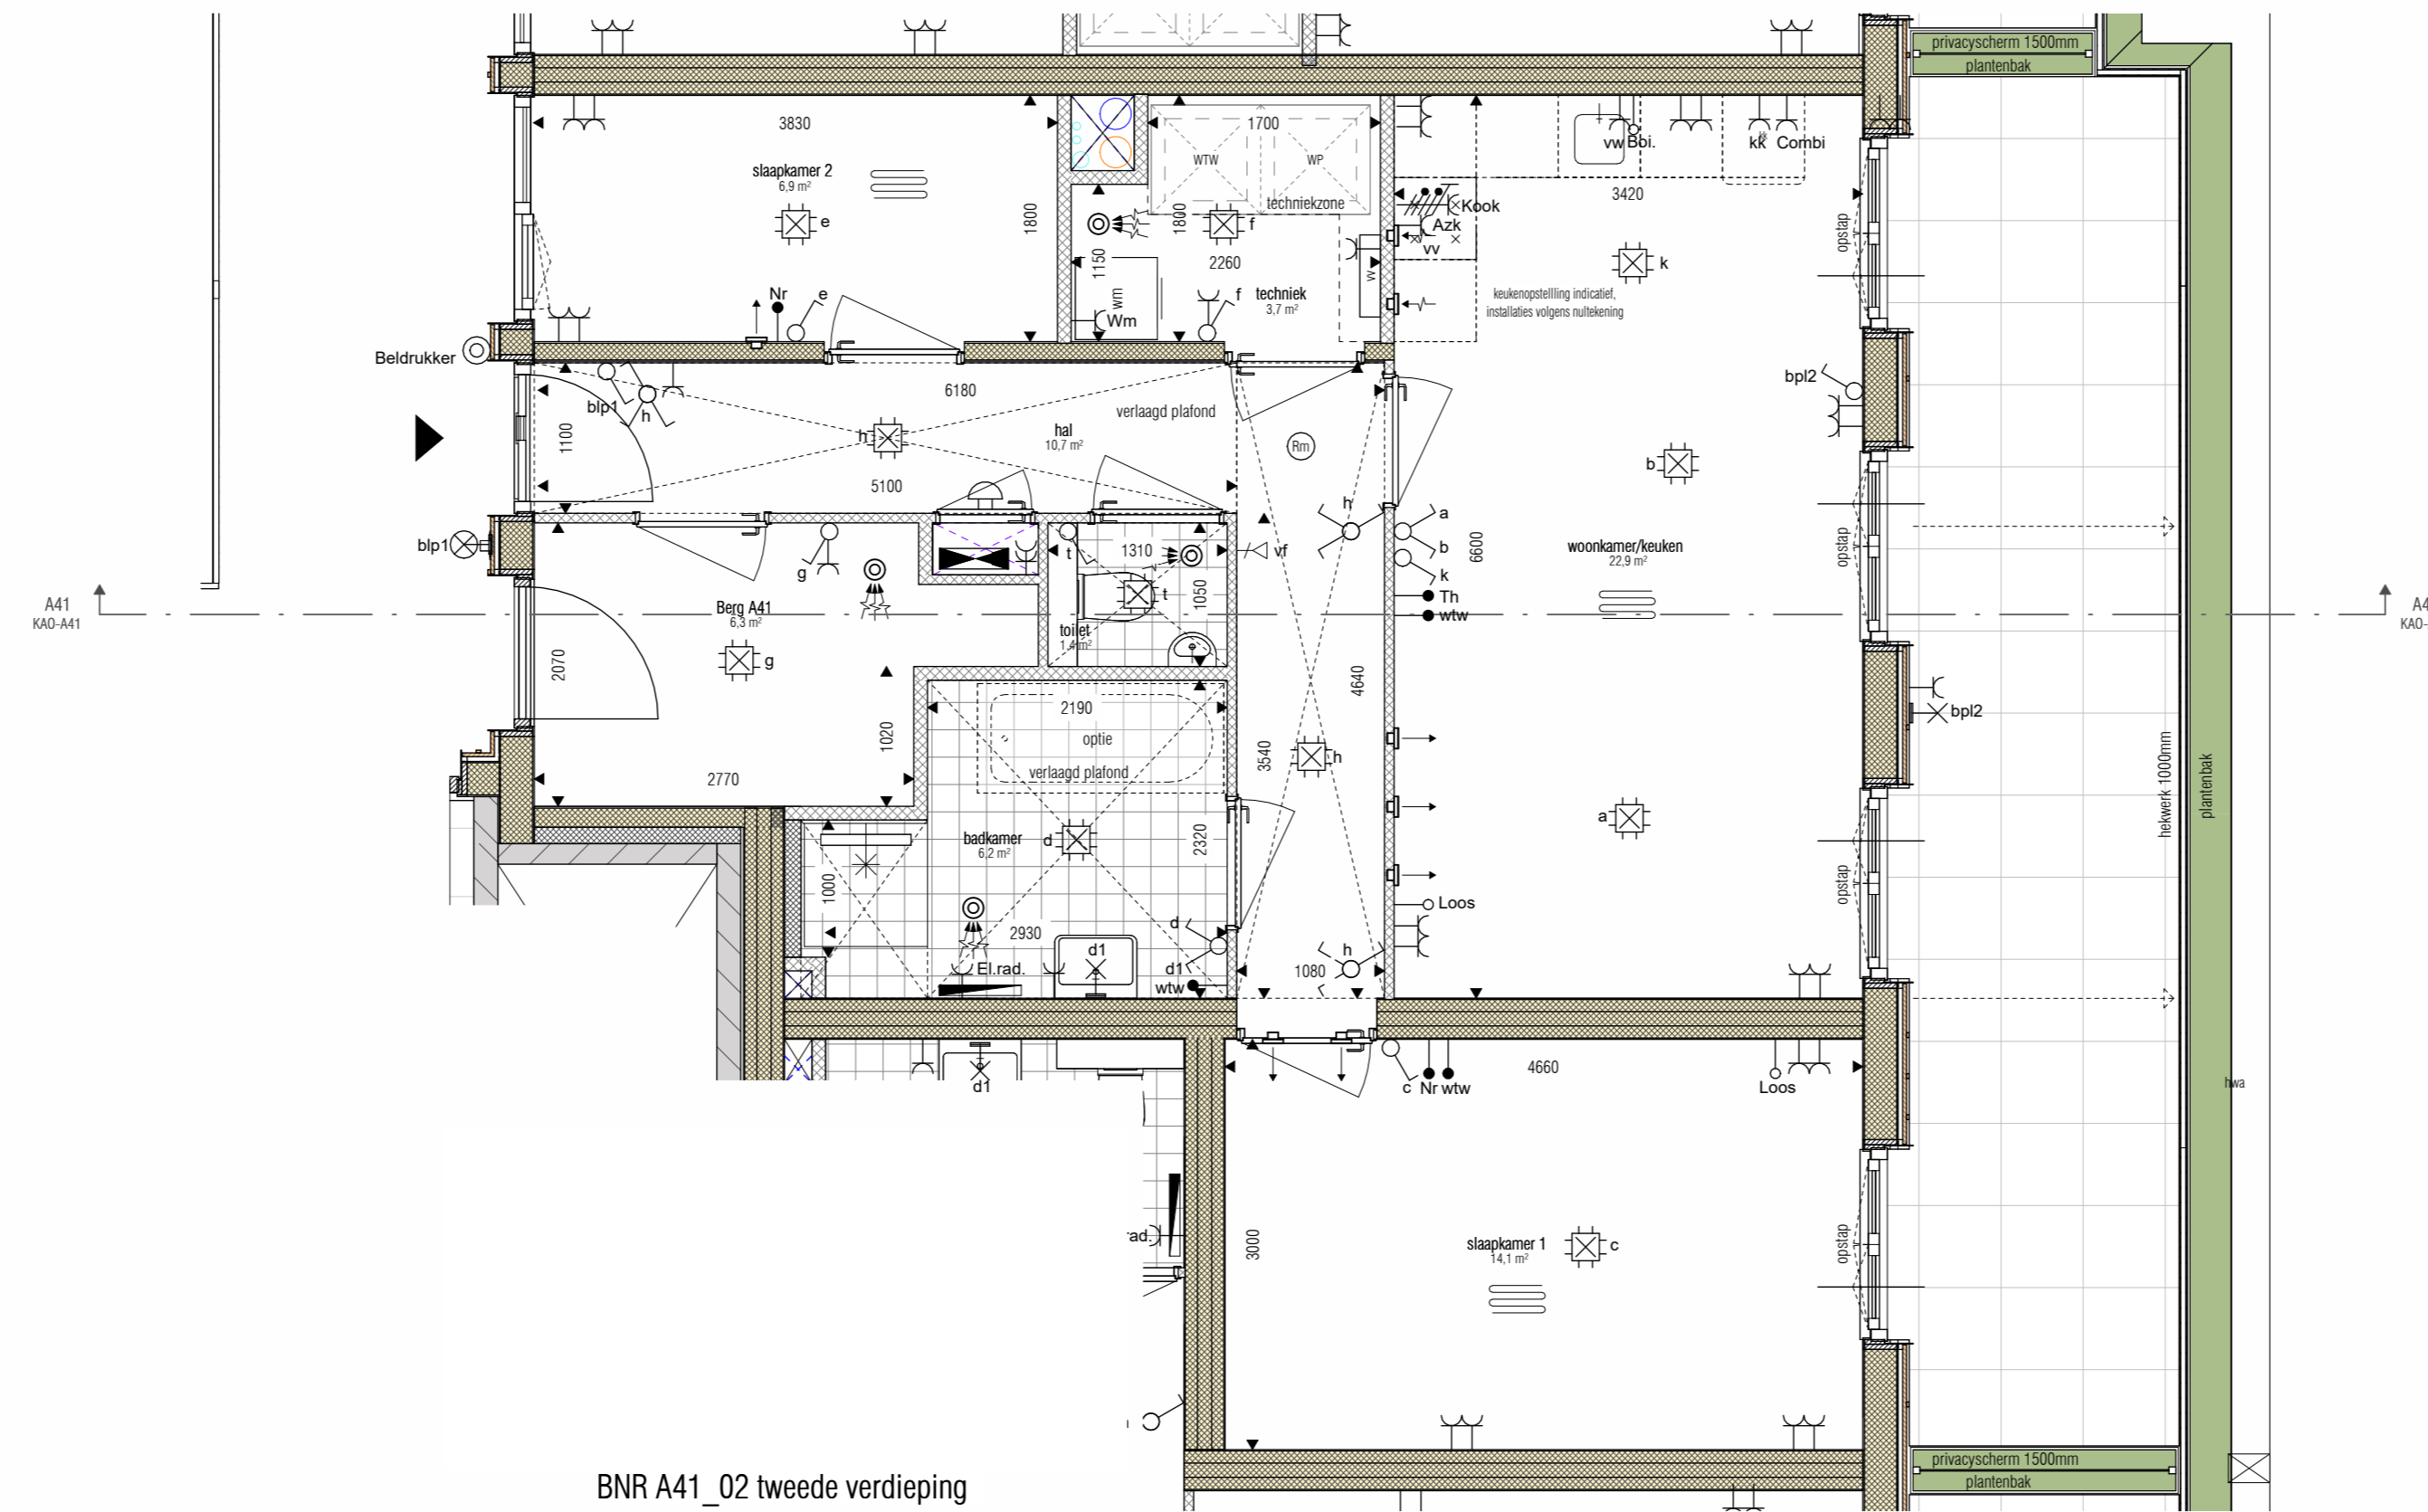 privacyscherm 1500mm
plantenbak
3830
1700
vw Boi.
kk
Combi
slaapkamer 2
6,9 m²
WTW
WP
3420
e
1800
1800
techniekzone
f
Kook
Azk
vv
opstap
1150
2260
k
Nr
e
wm
Wm
f
techniek
3,7 m²
w
keukenopstellling indicatief,
installaties volgens nultekening
Beldrukker
blp1
h
6180
verlaagd plafond
bpl2
1100
h
hal
10,7 m²
Rm
b
5100
h
a
b
k
blp1
g
t
1310
vf
6600
woonkamer/keuken
22,9 m²
opstap
A41
KAO-A41
Berg A41
6,3 m²
t
1050
Th
wtw
A4
KAO-
toilet
1,4 m²
2070
g
4640
2190
1020
optie
3540
h
bpl2
hekwerk 1000mm
plantenbak
2770
verlaagd plafond
badkamer
6,2 m²
d
2320
a
1000
opstap
Loos
2930
d
d1
El.rad.
d1
wtw
h
1080
d1
c
Nr
wtw
4660
Loos
hwa
rad.
3000
slaapkamer 1
14,1 m²
c
opstap
BNR A41_02 tweede verdieping
privacyscherm 1500mm
plantenbak